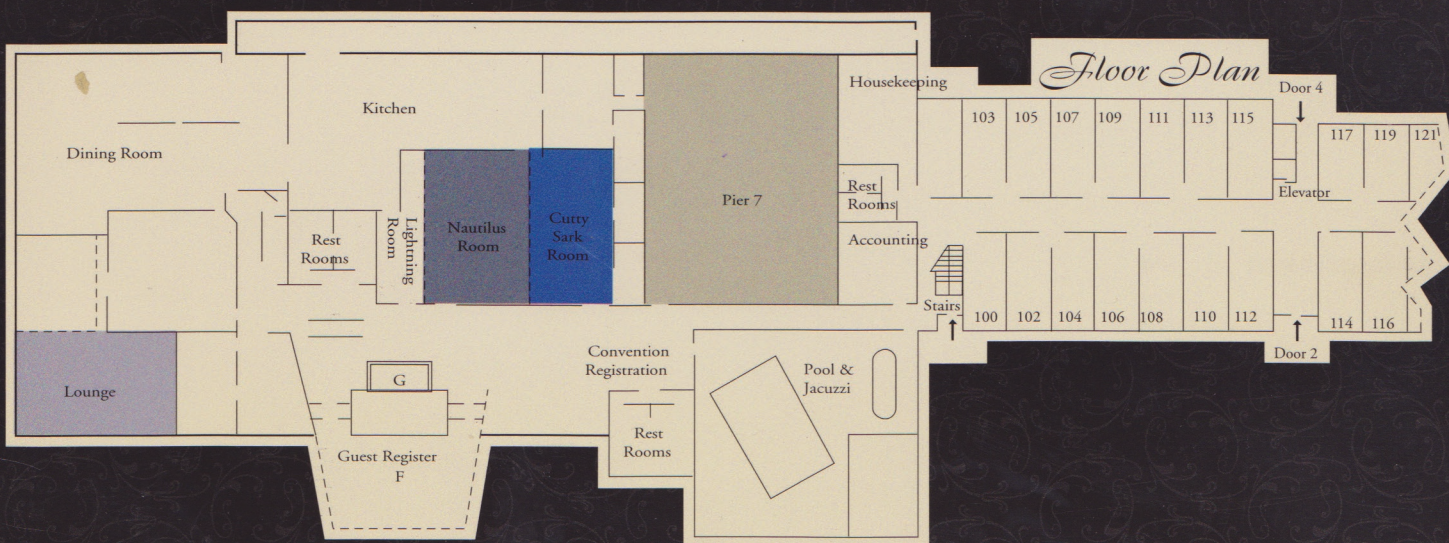 Floor Plan
Door 4
Housekeeping
Kitchen
Dining Room
103
105
107
109
111
113
115
117
119
121
Elevator
Rest
Rooms
Accounting
Pier 7
Cutty
Sark
Room
Nautilus
Room
Lightning
Room
Rest
Rooms
Stairs
100
102
104
106
108
110
112
114
116
Door 2
Convention
Registration
Pool &
Jacuzzi
Lounge
G
Rest
Rooms
Guest Register
F